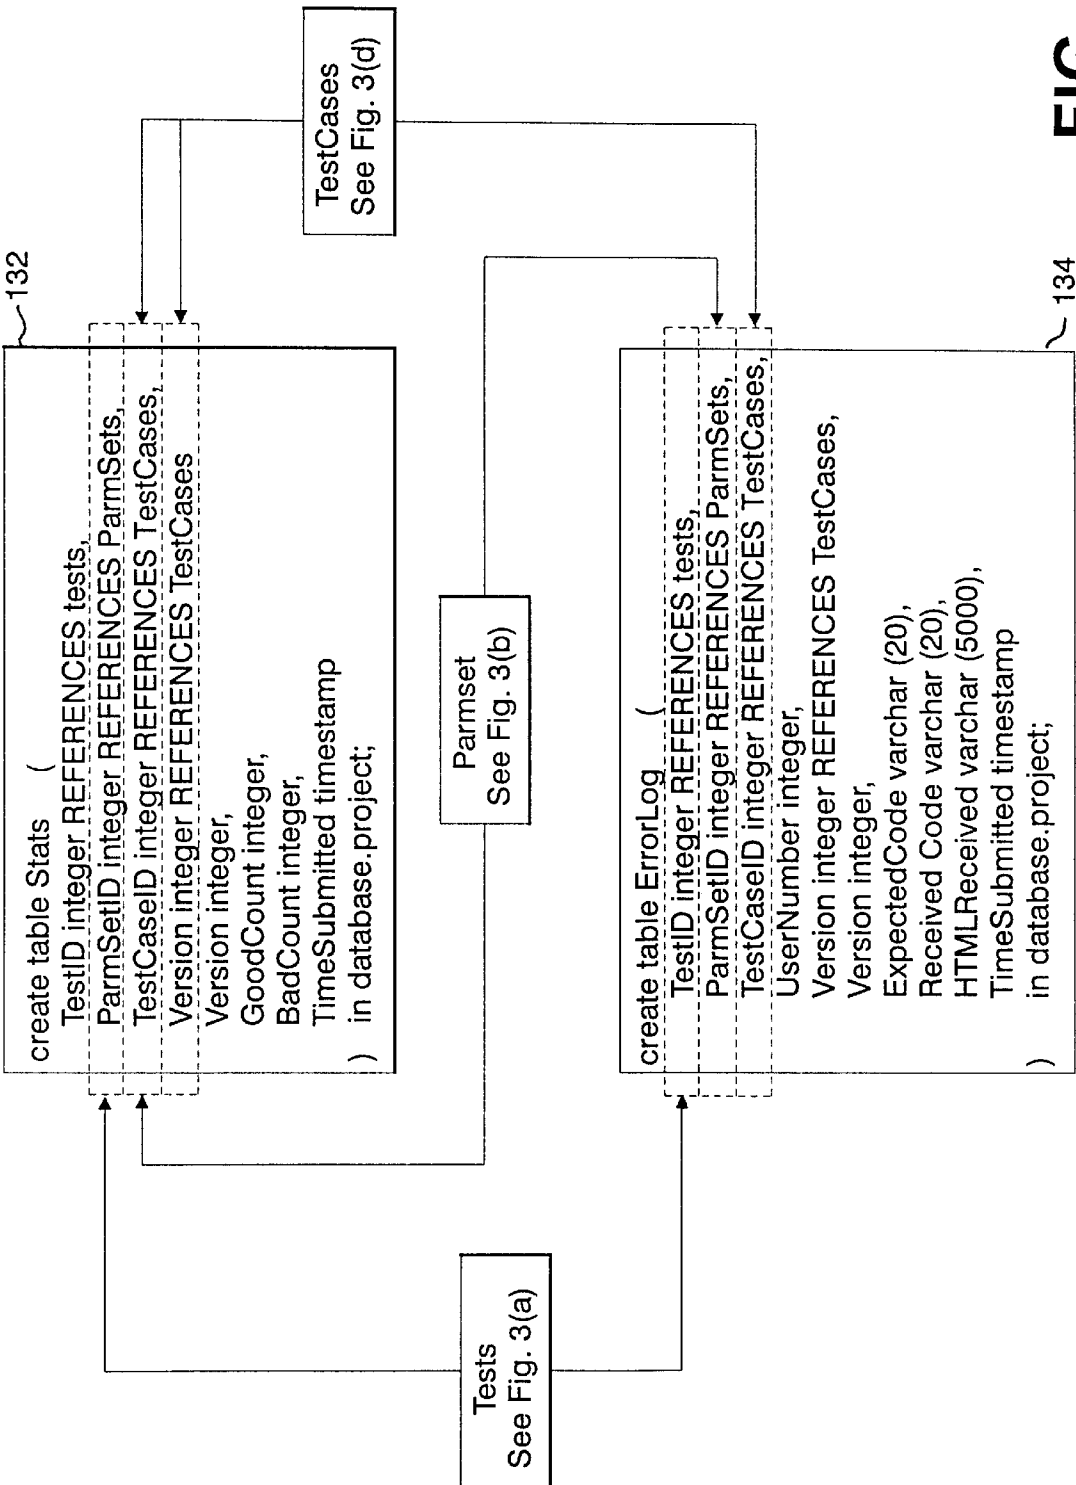 132
create table Stats (
TestID integer REFERENCES tests,
ParmSetID Integer REFERENCES ParmSets,
TestCaseID integer REFERENCES TestCases,
Version integer REFERENCES TestCases
Version integer,
GoodCount integer,
BadCount integer,
TimeSubmitted timestamp
) in database.project;
TestCases
See Fig. 3(d)
Parmset
See Fig. 3(b)
Tests
See Fig. 3(a)
create table ErrorLog (
TestID integer REFERENCES tests,
ParmSetID integer REFERENCES ParmSets,
TestCaseID integer REFERENCES TestCases,
UserNumber integer,
Version integer REFERENCES TestCases,
Version integer,
ExpectedCode varchar (20),
Received Code varchar (20),
HTMLReceived varchar (5000),
TimeSubmitted timestamp
) in database.project;
134